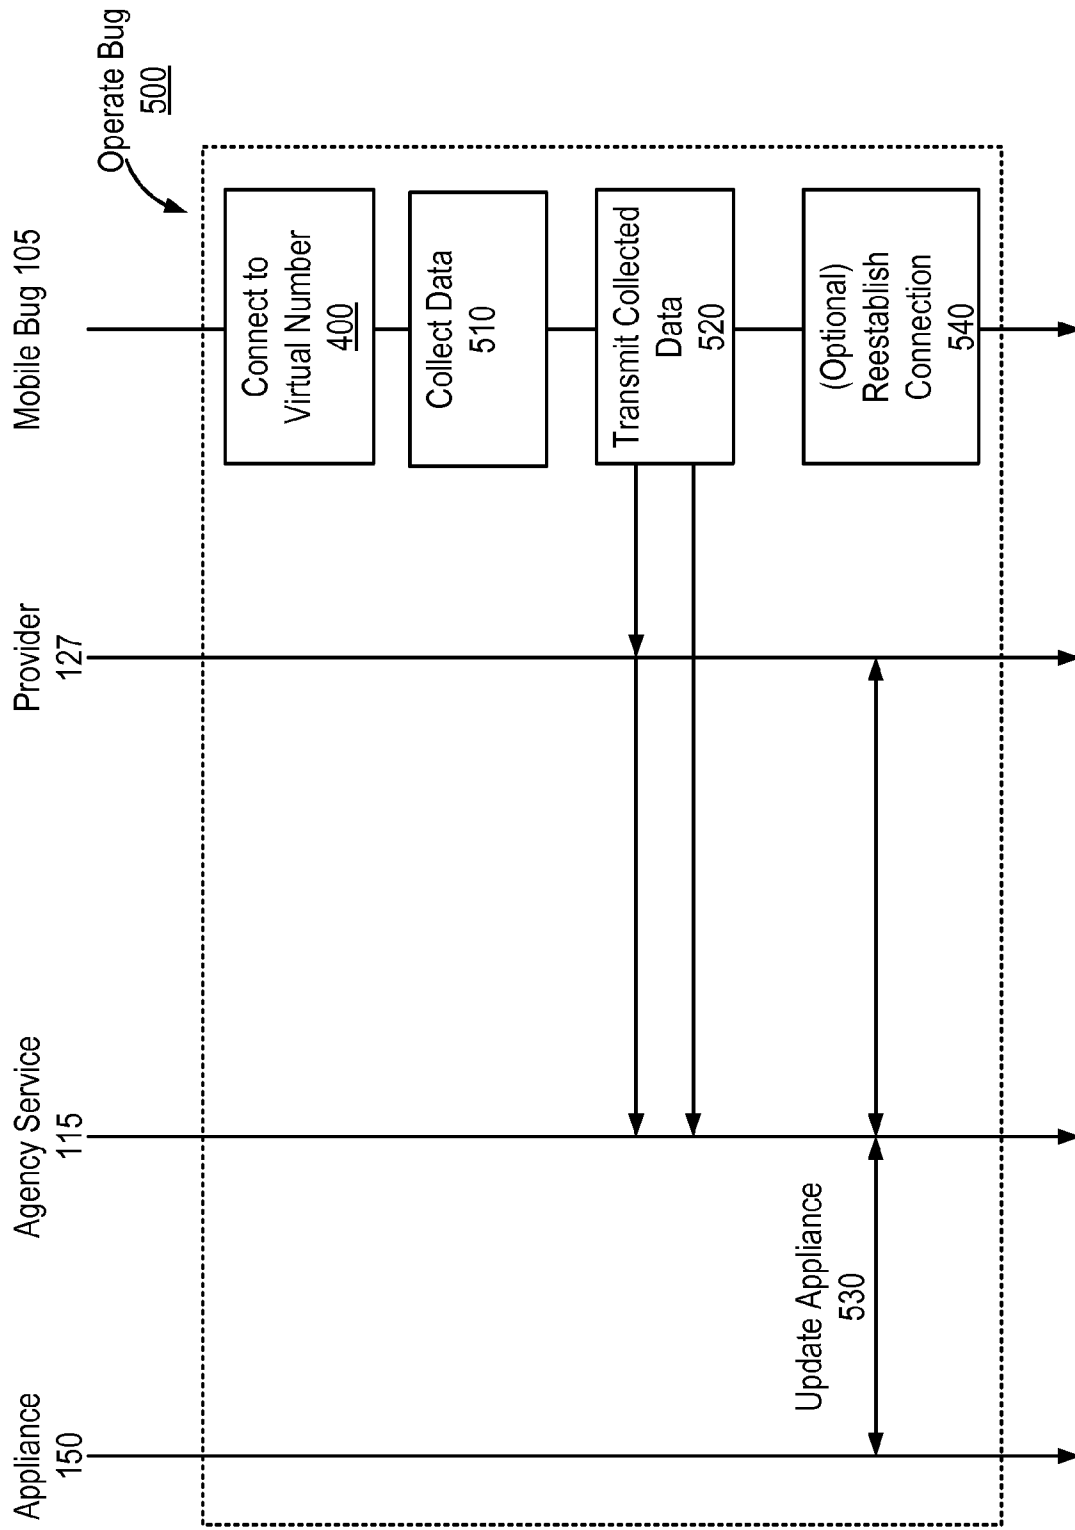 Operate Bug
500
Appliance
150
Agency Service
115
Provider
127
Mobile Bug 105
Connect to
Virtual Number
400
Collect Data
510
Transmit Collected
Data
520
Update Appliance
530
(Optional)
Reestablish
Connection
540